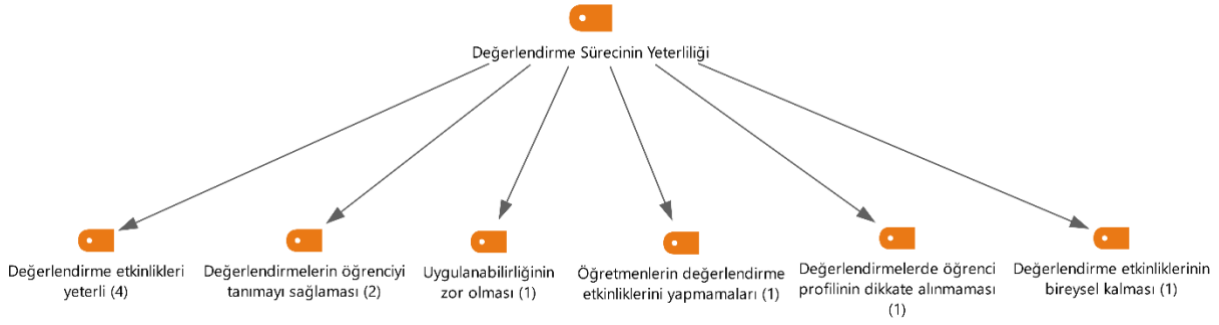 Değerlendirme Sürecinin Yeterliliği
Değerlendirme etkinlikleri
yeterli (4)
Değerlendirmelerin öğrenciyi
tanımayı sağlaması (2)
Uygulanabilirliğinin
zor olması (1)
Öğretmenlerin değerlendirme
etkinliklerini yapmamaları (1)
Değerlendirmelerde öğrenci
profilinin dikkate alınmaması
(1)
Değerlendirme etkinliklerinin
bireysel kalması (1)